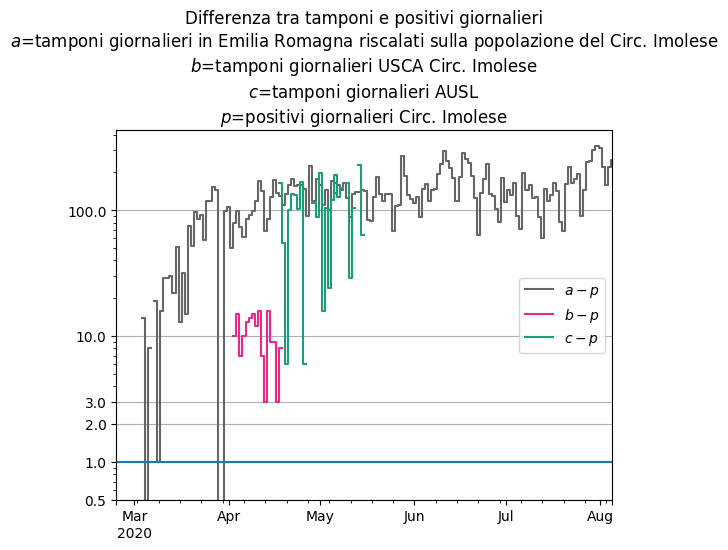 Differenza tra tamponi e positivi giornalieri
a=tamponi giornalieri in Emilia Romagna riscalati sulla popolazione del Circ. Imolese
b=tamponi giornalieri USCA Circ. Imolese
c=tamponi giornalieri AUSL
p=positivi giornalieri Circ. Imolese
100.0
10.0
3.0
2.0
1.0
0.5
a − p
b − p
c − p
Mar Apr May Jun Jul Aug
2020